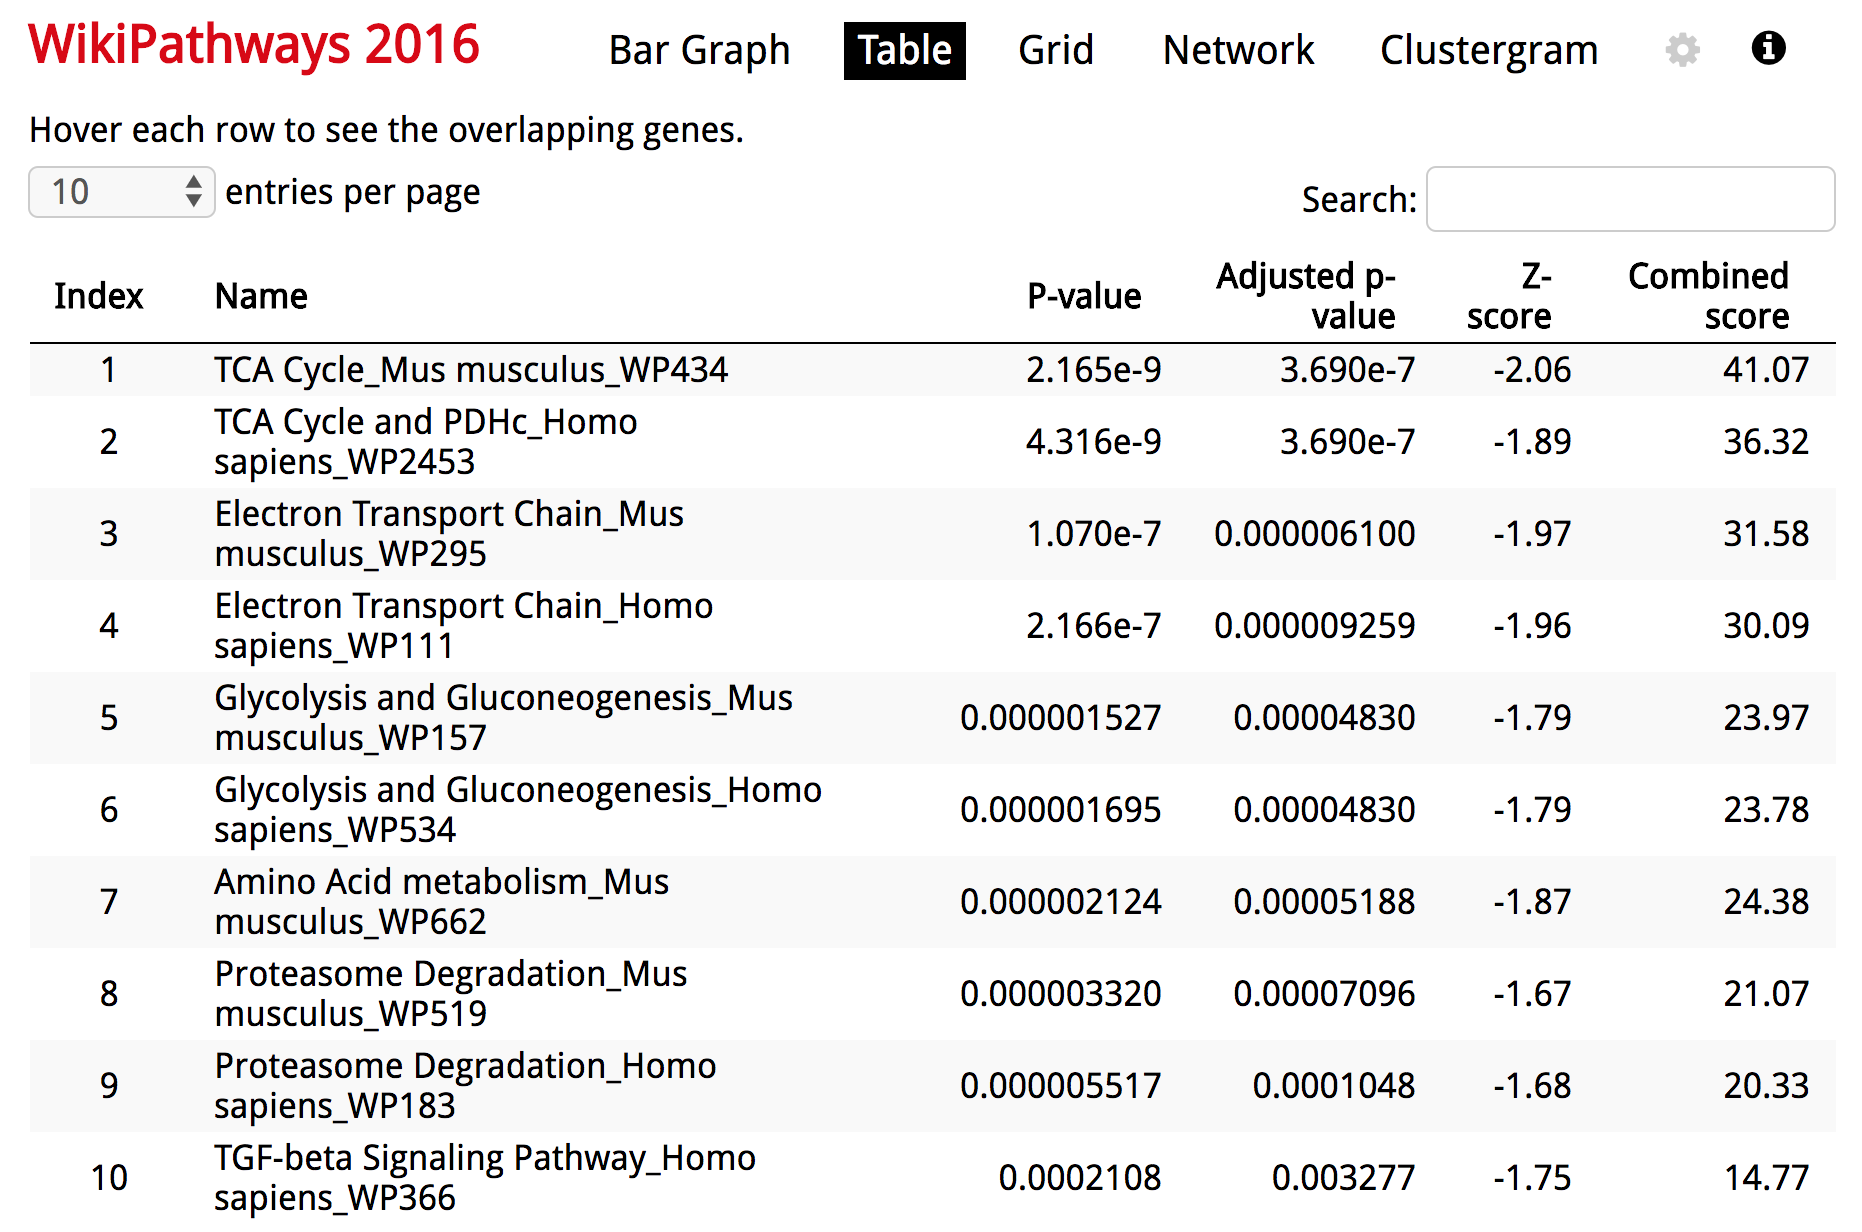 WikiPathways 2016 Bar Graph Table Grid Network Clustergram
Hover each row to see the overlapping genes.
10 entries per page Search:
Index Name P-value Adjusted p-value Z-score Combined score
1 TCA Cycle_Mus musculus_WP434 2.165e-9 3.690e-7 -2.06 41.07
2 TCA Cycle and PDHc_Homo sapiens_WP2453 4.316e-9 3.690e-7 -1.89 36.32
3 Electron Transport Chain_Mus musculus_WP295 1.070e-7 0.000006100 -1.97 31.58
4 Electron Transport Chain_Homo sapiens_WP111 2.166e-7 0.000009259 -1.96 30.09
5 Glycolysis and Gluconeogenesis_Mus musculus_WP157 0.000001527 0.00004830 -1.79 23.97
6 Glycolysis and Gluconeogenesis_Homo sapiens_WP534 0.000001695 0.00004830 -1.79 23.78
7 Amino Acid metabolism_Mus musculus_WP662 0.000002124 0.00005188 -1.87 24.38
8 Proteasome Degradation_Mus musculus_WP519 0.000003320 0.00007096 -1.67 21.07
9 Proteasome Degradation_Homo sapiens_WP183 0.000005517 0.0001048 -1.68 20.33
10 TGF-beta Signaling Pathway_Homo sapiens_WP366 0.0002108 0.003277 -1.75 14.77